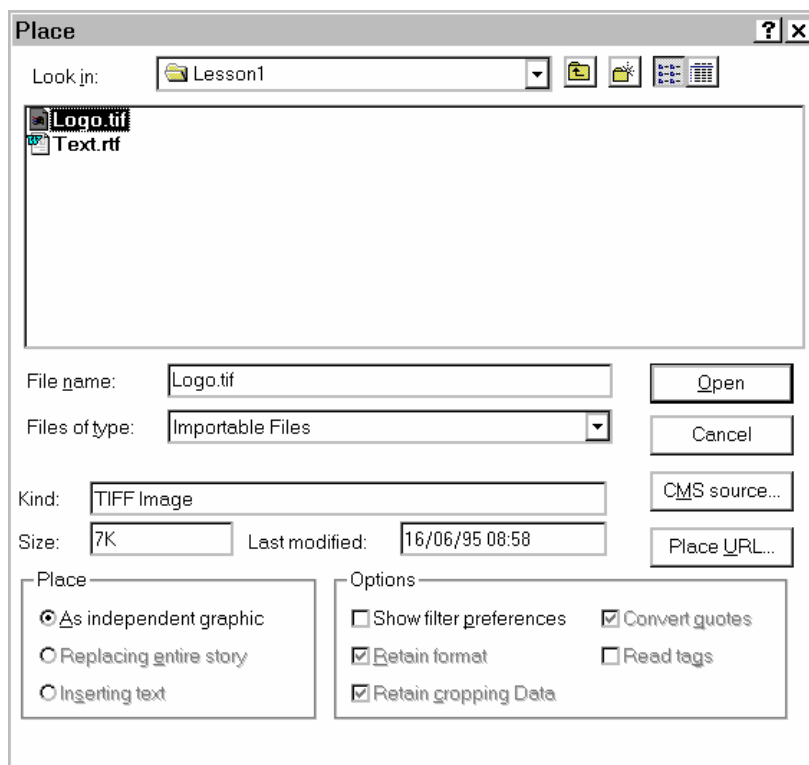 Place
Look in: Lesson1
Logo.tif
Text.rtf
File name: Logo.tif Open
Files of type: Importable Files Cancel
Kind: TIFF Image CMS source...
Size: 7K Last modified: 16/06/95 08:58 Place URL...
Place Options
As independent graphic Show filter preferences Convert quotes
Replacing entire story Retain format Read tags
Inserting text Retain cropping Data